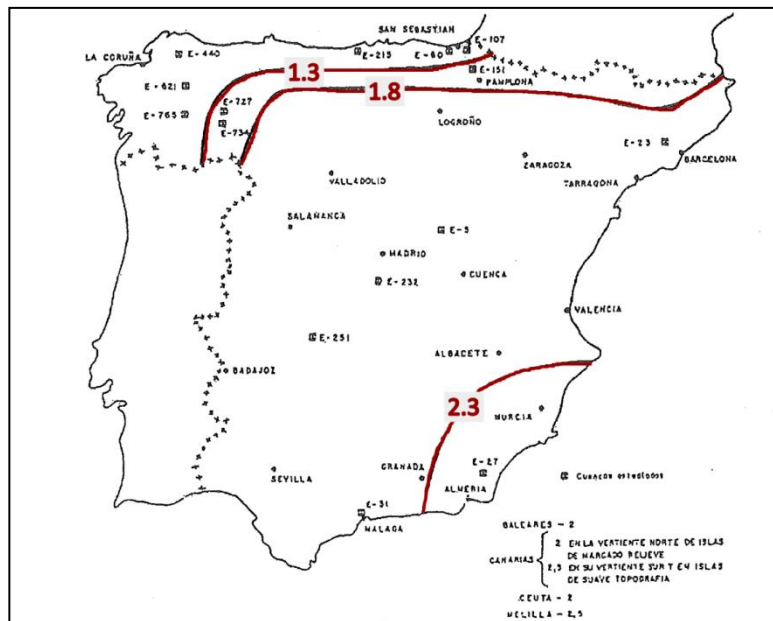 SAN SEBASTIAN
E-107
E-440
E-215
E-60
LA CORUÑA
1.3
E-151
PAMPLONA
E-621
1.8
E-727
LOGROÑO
E-765
E-734
E-23
ZARAGOZA
BARCELONA
TARRAGONA
VALLADOLID
SALAMANCA
E-5
MADRID
CUENCA
E-232
VALENCIA
E-251
ALBACETE
BADAJOZ
2.3
MURCIA
GRANADA
E-27
SEVILLA
Cuencas estudiadas
ALMERIA
E-31
MALAGA
BALEARES - 2
CANARIAS
2 EN LA VERTIENTE NORTE DE ISLAS
DE MARCADO RELIEVE
2,5 EN SU VERTIENTE SUR Y EN ISLAS
DE SUAVE TOPOGRAFIA
CEUTA - 2
MELILLA - 2,5